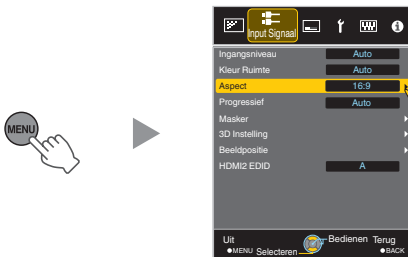 MENU
Input Signaal
Ingangsniveau Auto
Kleur Ruimte Auto
Aspect 16:9
Progressief Auto
Masker
3D Instelling
Beeldpositie
HDMI2 EDID A
Uit Bedienen Terug
●MENU Selecteren ●BACK